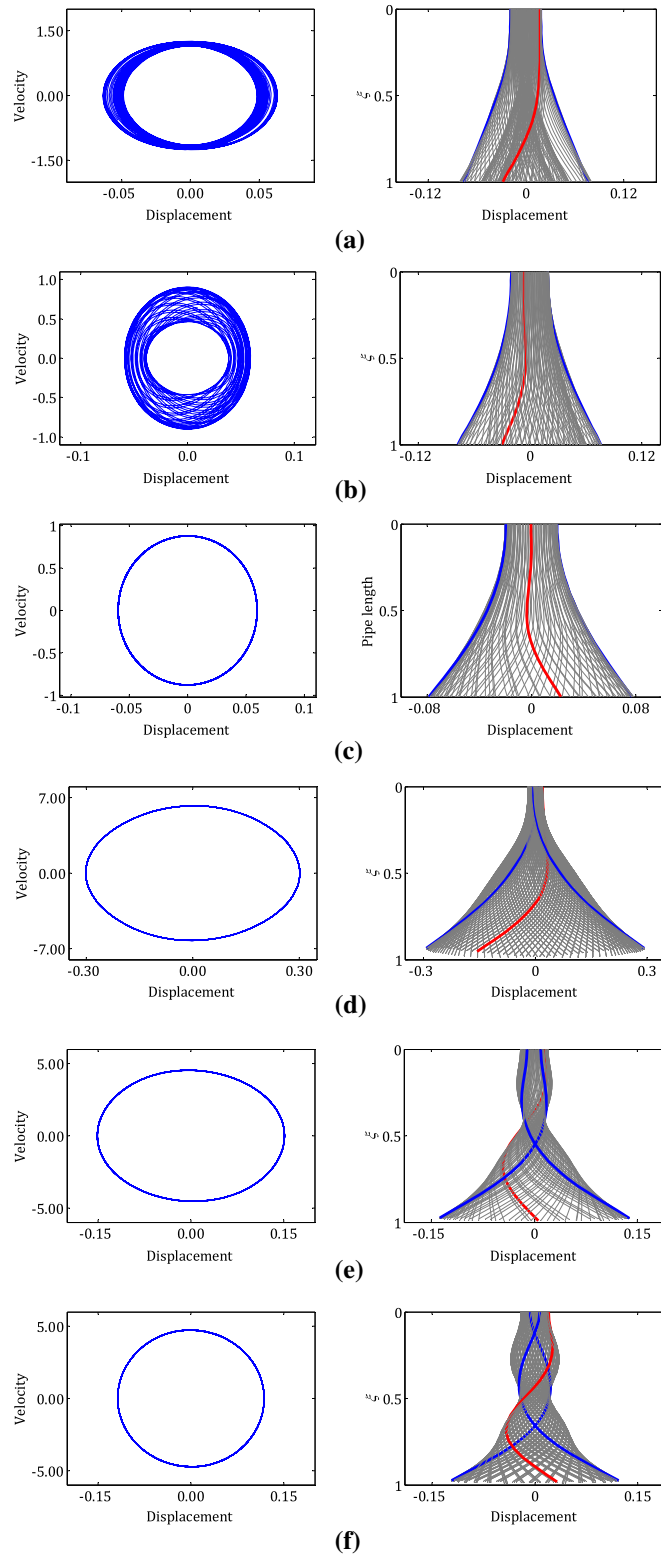 1.50
0.00
-1.50
Velocity
-0.05 0.00 0.05
Displacement
0
0.5
1
ξ
-0.12 0 0.12
Displacement
(a)
1.0
0.5
0.0
-0.5
-1.0
Velocity
-0.1 0.0 0.1
Displacement
0
0.5
1
ξ
-0.12 0 0.12
Displacement
(b)
1
0.5
0
-0.5
-1
Velocity
-0.1 -0.05 0 0.05 0.1
Displacement
0
0.5
1
Pipe length
-0.08 0 0.08
Displacement
(c)
7.00
0.00
-7.00
Velocity
-0.30 0.00 0.30
Displacement
0
0.5
1
ξ
-0.3 0 0.3
Displacement
(d)
5.00
0.00
-5.00
Velocity
-0.15 0.00 0.15
Displacement
0
0.5
1
ξ
-0.15 0 0.15
Displacement
(e)
5.00
0.00
-5.00
Velocity
-0.15 0.00 0.15
Displacement
0
0.5
1
ξ
-0.15 0 0.15
Displacement
(f)